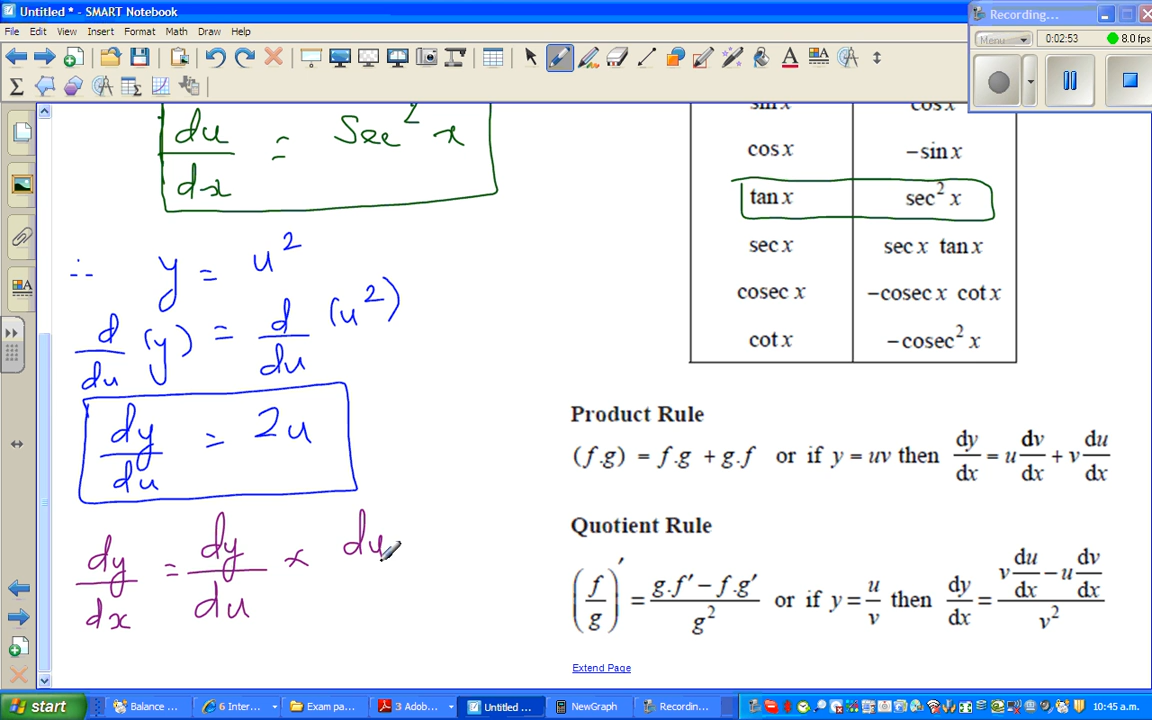 Untitled * - SMART Notebook
File Edit View Insert Format Math Draw Help
Recording...
Menu
0:02:53
8.0 fps
du/dx = Sec² x
∴ y = u²
d/du (y) = d/du (u²)
dy/du = 2u
dy/dx = dy/du × du
sin x cos x
cos x −sin x
tan x sec² x
sec x sec x tan x
cosec x −cosec x cot x
cot x −cosec² x
Product Rule
(f.g) = f.g + g.f or if y = uv then dy/dx = u dv/dx + v du/dx
Quotient Rule
(f/g)′ = (g.f′ − f.g′)/g² or if y = u/v then dy/dx = (v du/dx − u dv/dx)/v²
Extend Page
start
Balance ...
6 Inter...
Exam pa...
3 Adob...
Untitled ...
NewGraph
Recordin...
10:45 a.m.